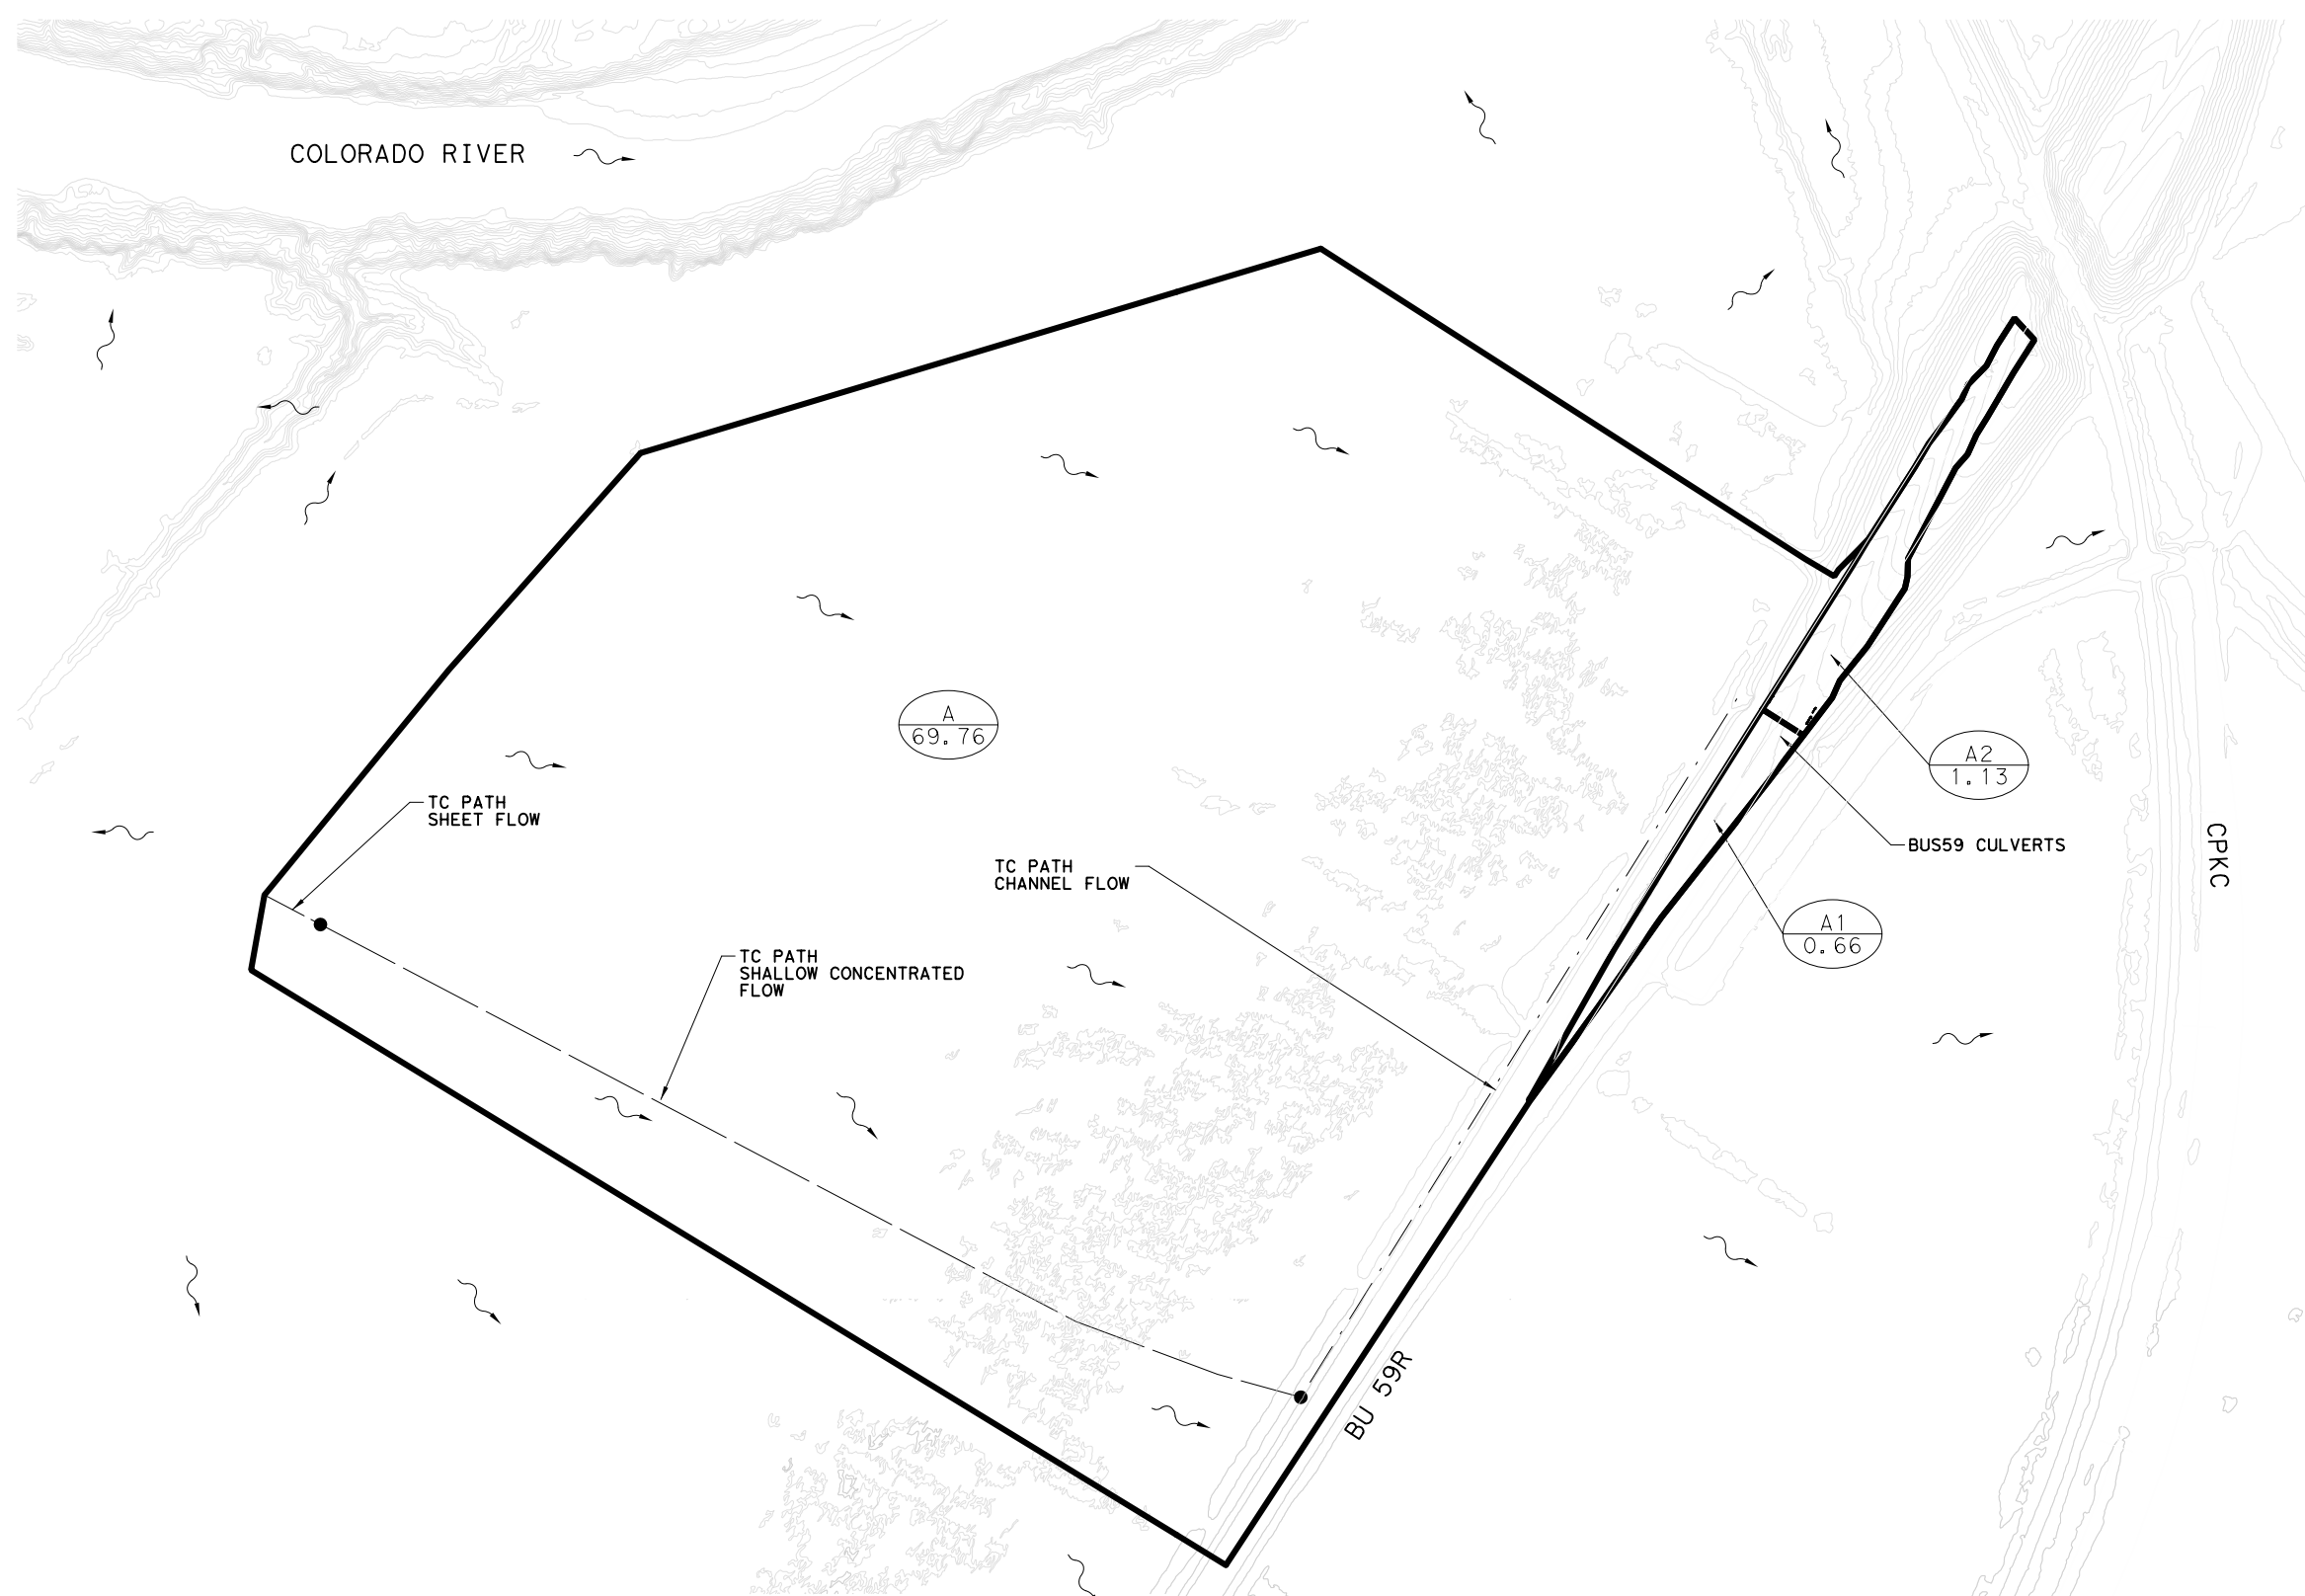 COLORADO RIVER
A
69.76
A2
1.13
TC PATH
SHEET FLOW
BUS59 CULVERTS
CPKC
TC PATH
CHANNEL FLOW
A1
0.66
TC PATH
SHALLOW CONCENTRATED
FLOW
BU 59R